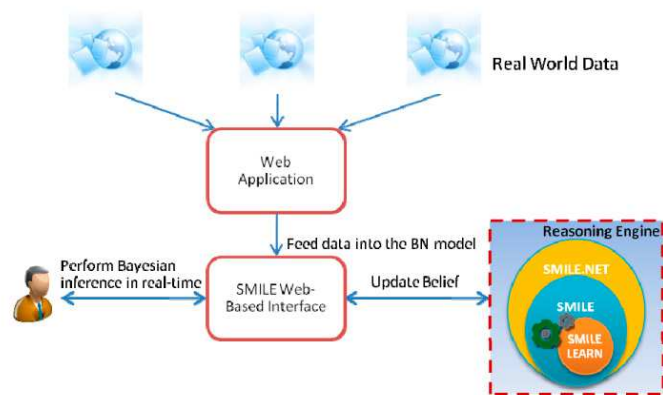 Real World Data
Web
Application
Feed data into the BN model
Reasoning Engine
Perform Bayesian
inference in real-time
SMILE Web-
Based Interface
Update Belief
SMILE.NET
SMILE
SMILE
LEARN